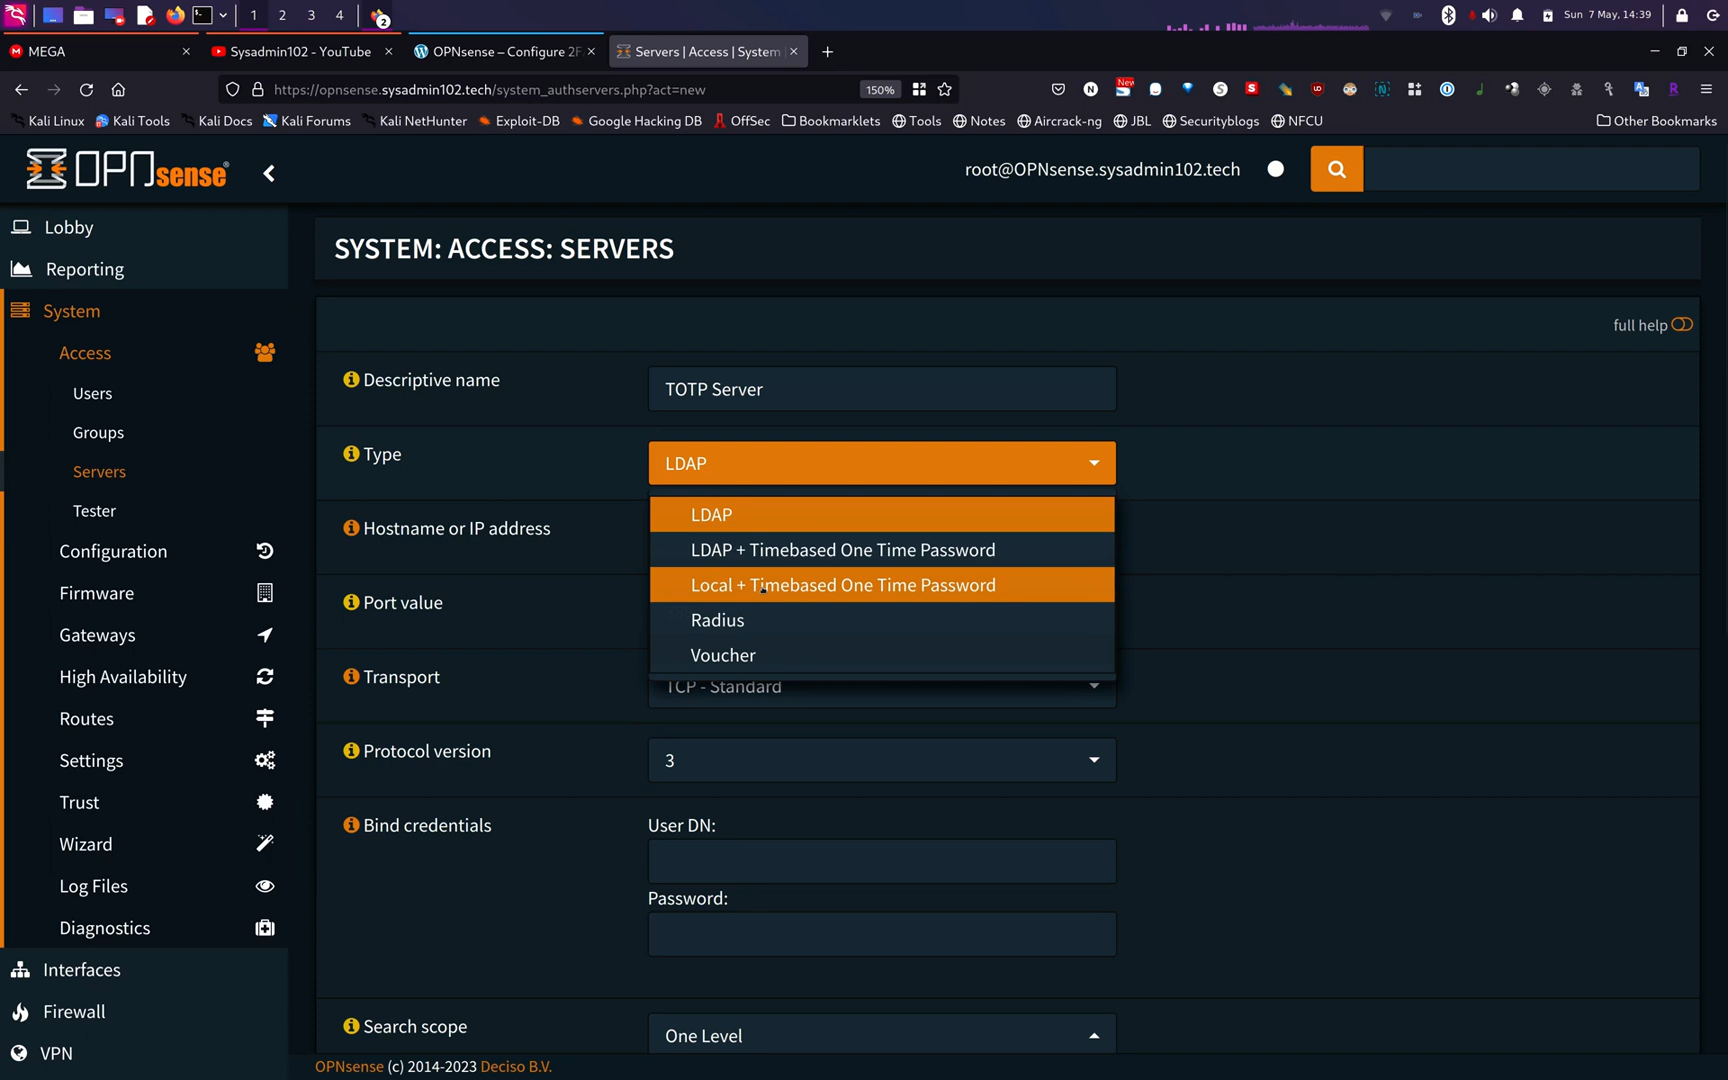 1 2 3 4 2 Sun 7 May, 14:39
MEGA Sysadmin102 - YouTube OPNsense – Configure 2F Servers | Access | System
https://opnsense.sysadmin102.tech/system_authservers.php?act=new 150% New
Kali Linux Kali Tools Kali Docs Kali Forums Kali NetHunter Exploit-DB Google Hacking DB OffSec Bookmarklets Tools Notes Aircrack-ng JBL Securityblogs NFCU Other Bookmarks
OPNsense root@OPNsense.sysadmin102.tech
Lobby
Reporting
System
Access
Users
Groups
Servers
Tester
Configuration
Firmware
Gateways
High Availability
Routes
Settings
Trust
Wizard
Log Files
Diagnostics
Interfaces
Firewall
VPN
SYSTEM: ACCESS: SERVERS
full help
Descriptive name TOTP Server
Type LDAP
LDAP
LDAP + Timebased One Time Password
Local + Timebased One Time Password
Radius
Voucher
Hostname or IP address
Port value
Transport TCP - Standard
Protocol version 3
Bind credentials User DN:
Password:
Search scope One Level
OPNsense (c) 2014-2023 Deciso B.V.